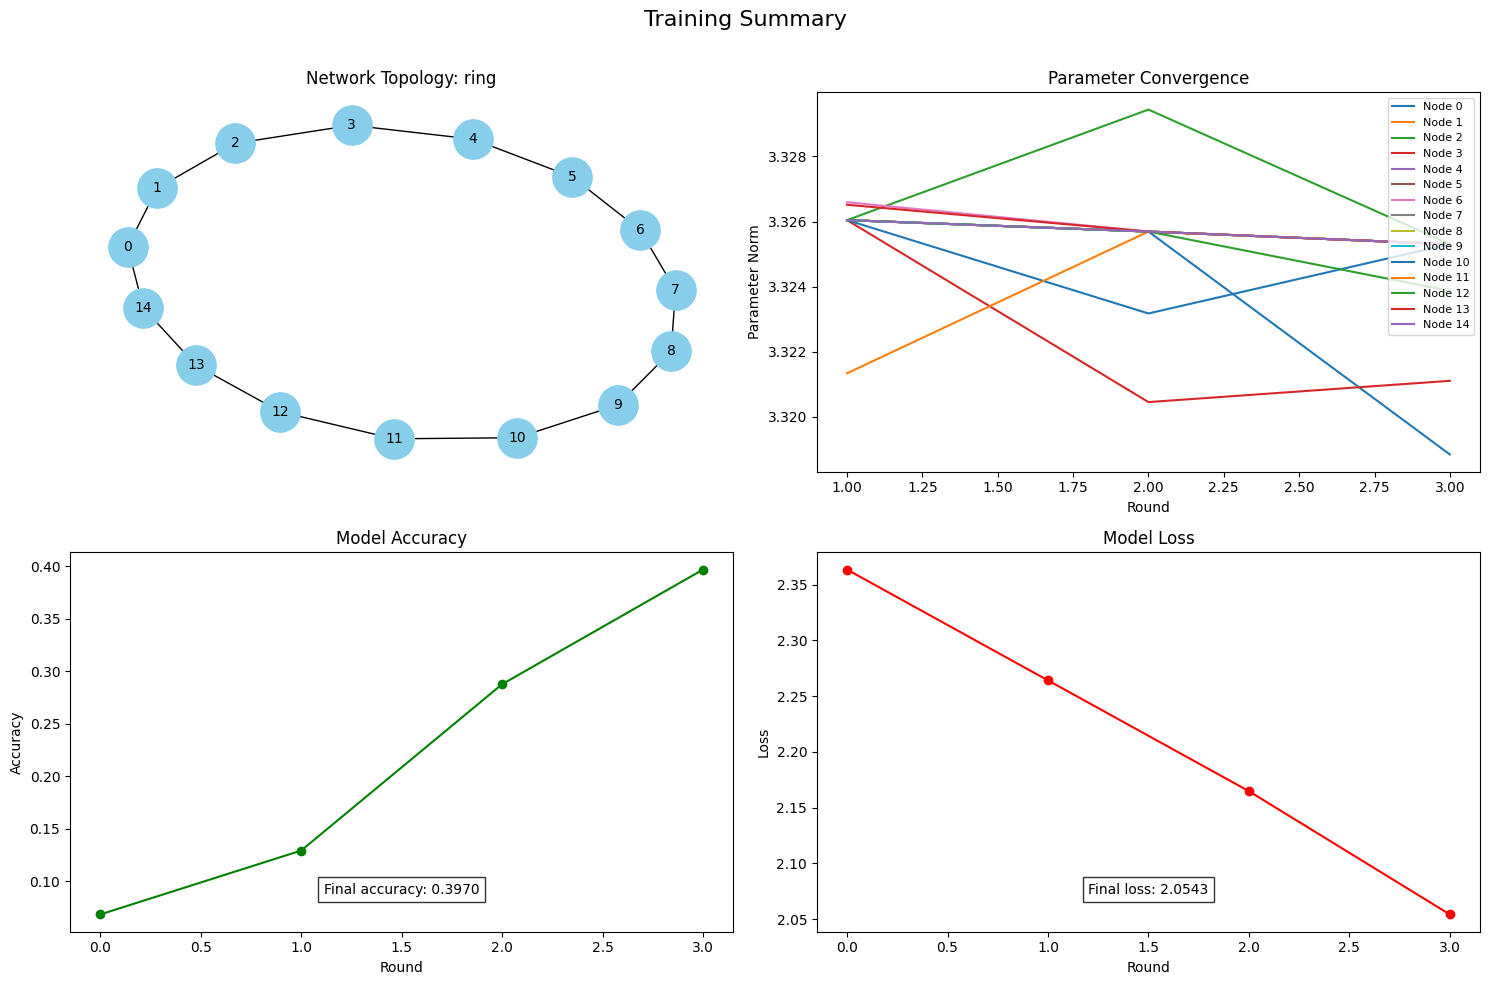 Training Summary
Network Topology: ring
3
2
4
5
1
6
0
7
14
8
13
9
12
11
10
Parameter Convergence
Parameter Norm
3.328
3.326
3.324
3.322
3.320
Node 0
Node 1
Node 2
Node 3
Node 4
Node 5
Node 6
Node 7
Node 8
Node 9
Node 10
Node 11
Node 12
Node 13
Node 14
1.00 1.25 1.50 1.75 2.00 2.25 2.50 2.75 3.00
Round
Model Accuracy
Accuracy
0.40
0.35
0.30
0.25
0.20
0.15
0.10
Final accuracy: 0.3970
0.0 0.5 1.0 1.5 2.0 2.5 3.0
Round
Model Loss
Loss
2.35
2.30
2.25
2.20
2.15
2.10
2.05
Final loss: 2.0543
0.0 0.5 1.0 1.5 2.0 2.5 3.0
Round